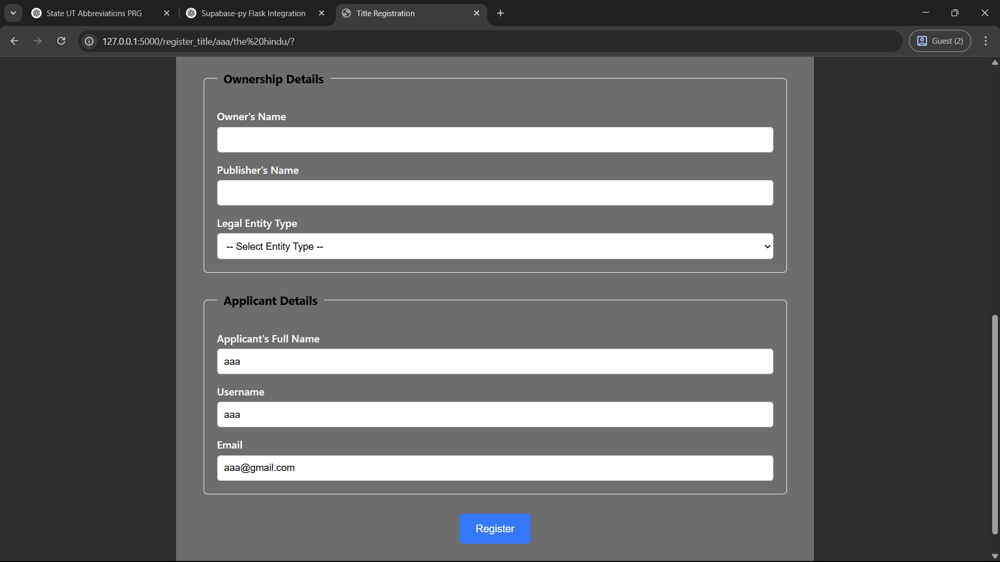 State UT Abbreviations PRG
Supabase-py Flask Integration
Title Registration
127.0.0.1:5000/register_title/aaa/the%20hindu/?
Guest (2)
Ownership Details
Owner's Name
Publisher's Name
Legal Entity Type
-- Select Entity Type --
Applicant Details
Applicant's Full Name
aaa
Username
aaa
Email
aaa@gmail.com
Register